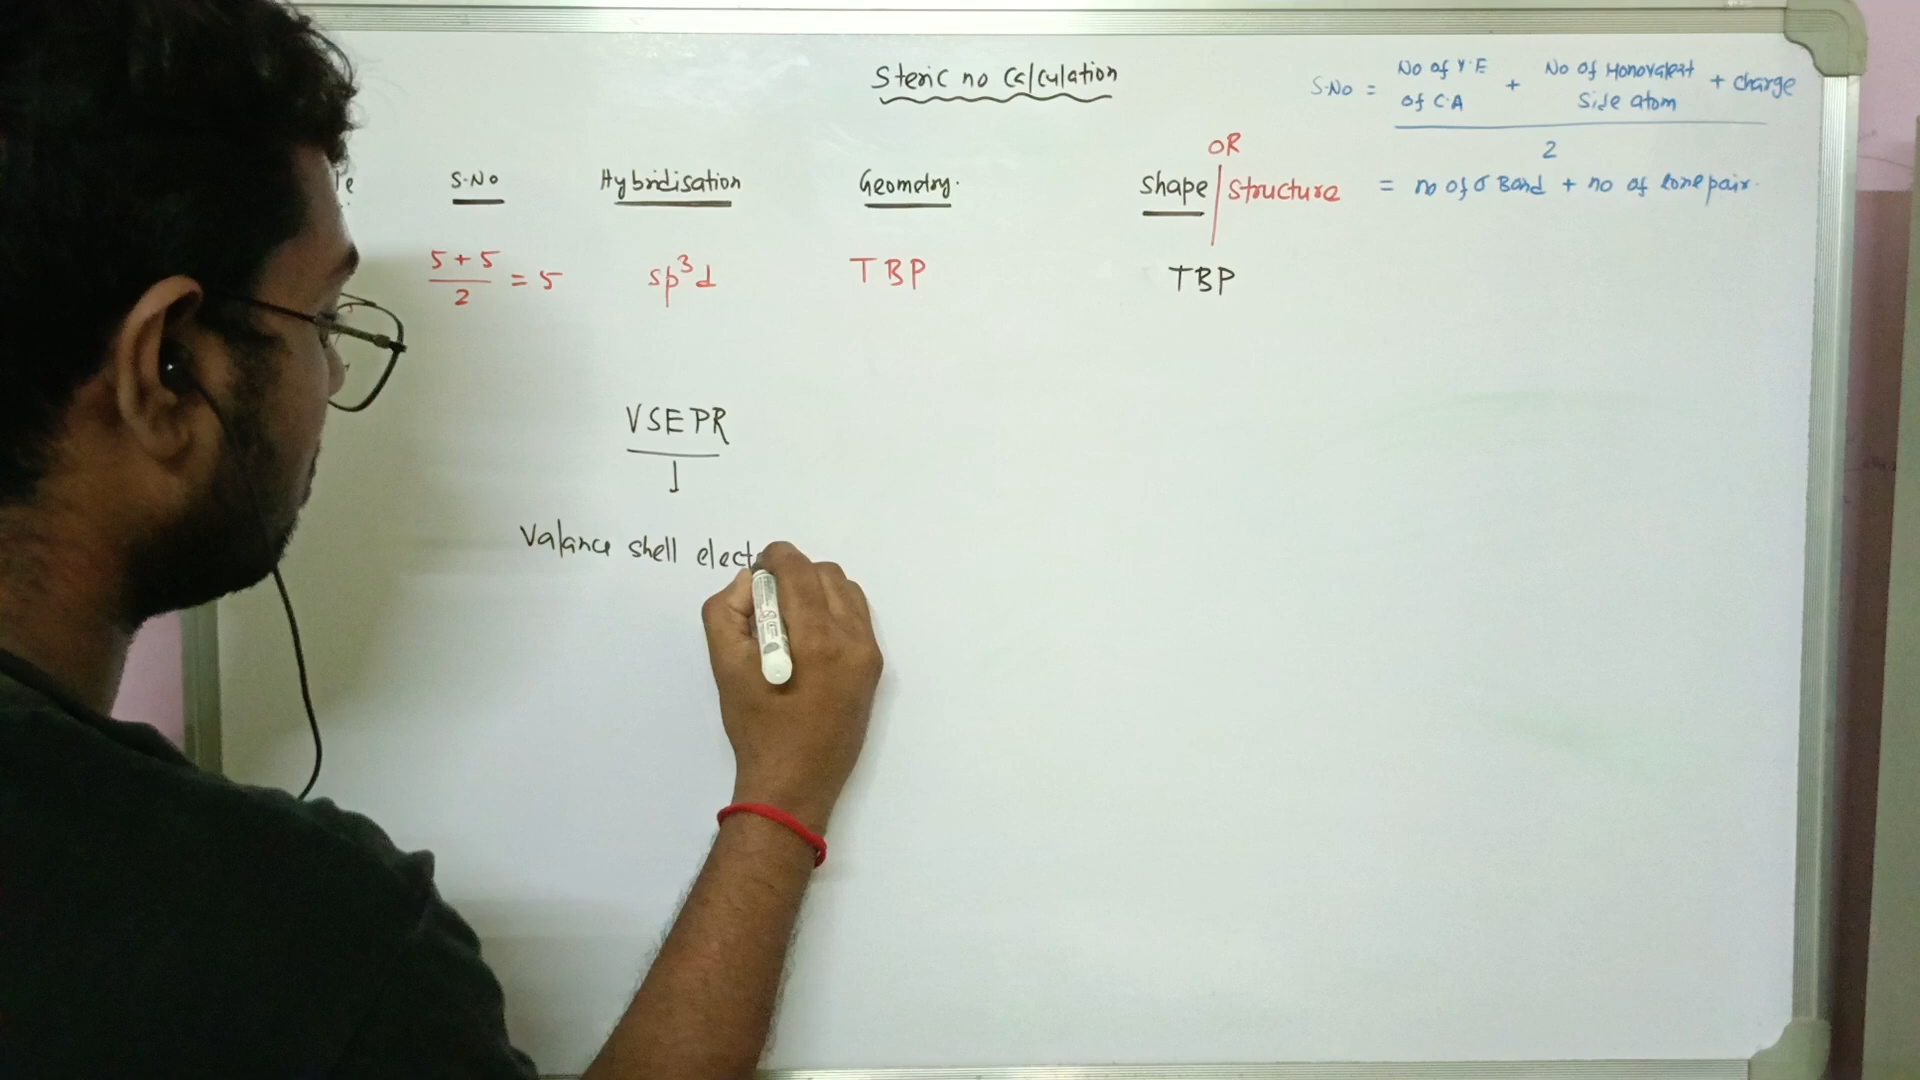 Steric no Calculation
S.No = No of V.E of C.A + No of Monovalent Side atom + charge / 2
= no of σ Bond + no of lone pair.
S.No Hybridisation Geometry. Shape OR Structure
5 + 5 / 2 = 5 sp³d TBP TBP
VSEPR
↓
Valance shell elect